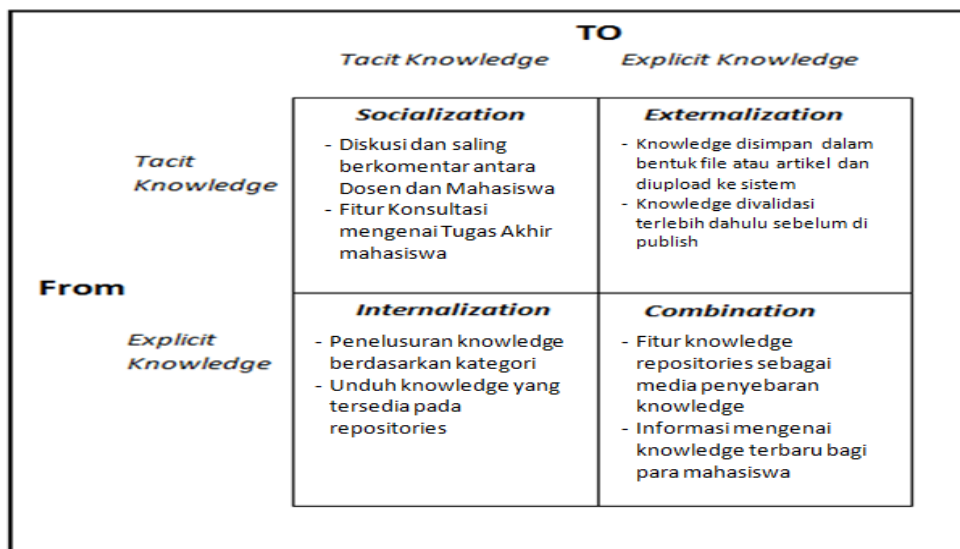 TO
Tacit Knowledge
Explicit Knowledge
Tacit
Knowledge
Socialization
- Diskusi dan saling
berkomentar antara
Dosen dan Mahasiswa
- Fitur Konsultasi
mengenai Tugas Akhir
mahasiswa
Externalization
- Knowledge disimpan dalam
bentuk file atau artikel dan
diupload ke sistem
- Knowledge divalidasi
terlebih dahulu sebelum di
publish
From
Explicit
Knowledge
Internalization
- Penelusuran knowledge
berdasarkan kategori
- Unduh knowledge yang
tersedia pada
repositories
Combination
- Fitur knowledge
repositories sebagai
media penyebaran
knowledge
- Informasi mengenai
knowledge terbaru bagi
para mahasiswa